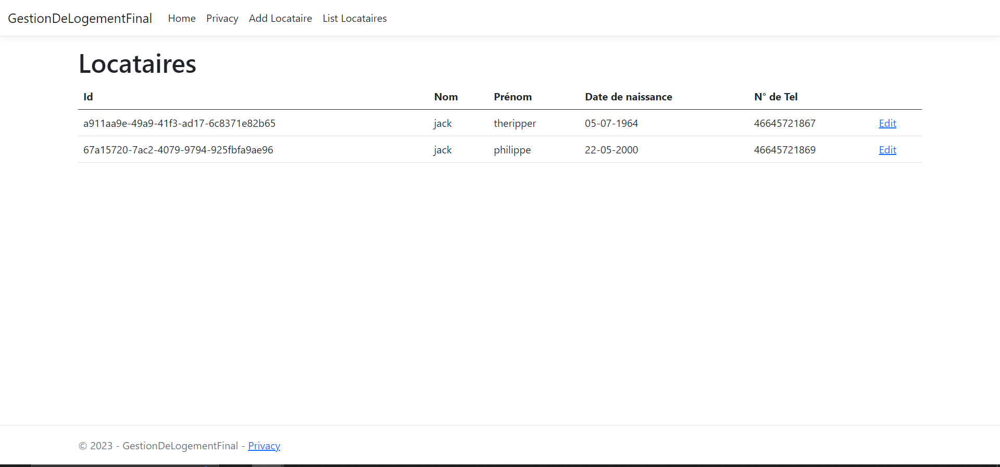 GestionDeLogementFinal Home Privacy Add Locataire List Locataires
Locataires
Id Nom Prénom Date de naissance N° de Tel
a911aa9e-49a9-41f3-ad17-6c8371e82b65 jack theripper 05-07-1964 46645721867 Edit
67a15720-7ac2-4079-9794-925fbfa9ae96 jack philippe 22-05-2000 46645721869 Edit
© 2023 - GestionDeLogementFinal - Privacy